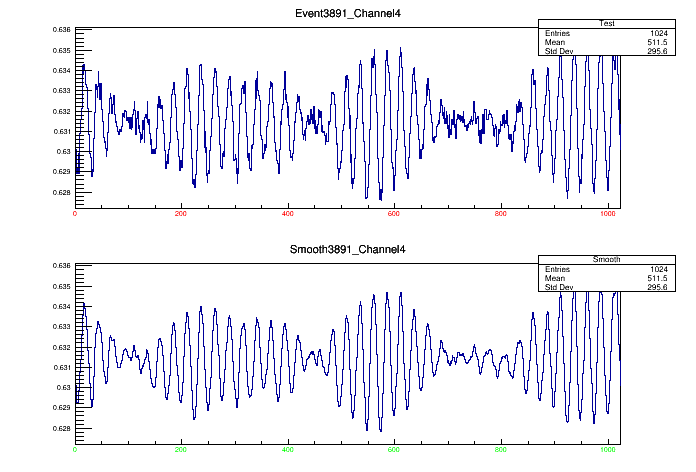 Event3891_Channel4
Test
Entries 1024
Mean 511.5
Std Dev 295.6
0.636
0.635
0.634
0.633
0.632
0.631
0.63
0.629
0.628
0 200 400 600 800 1000
Smooth3891_Channel4
Smooth
Entries 1024
Mean 511.5
Std Dev 295.6
0.636
0.635
0.634
0.633
0.632
0.631
0.63
0.629
0.628
0 200 400 600 800 1000